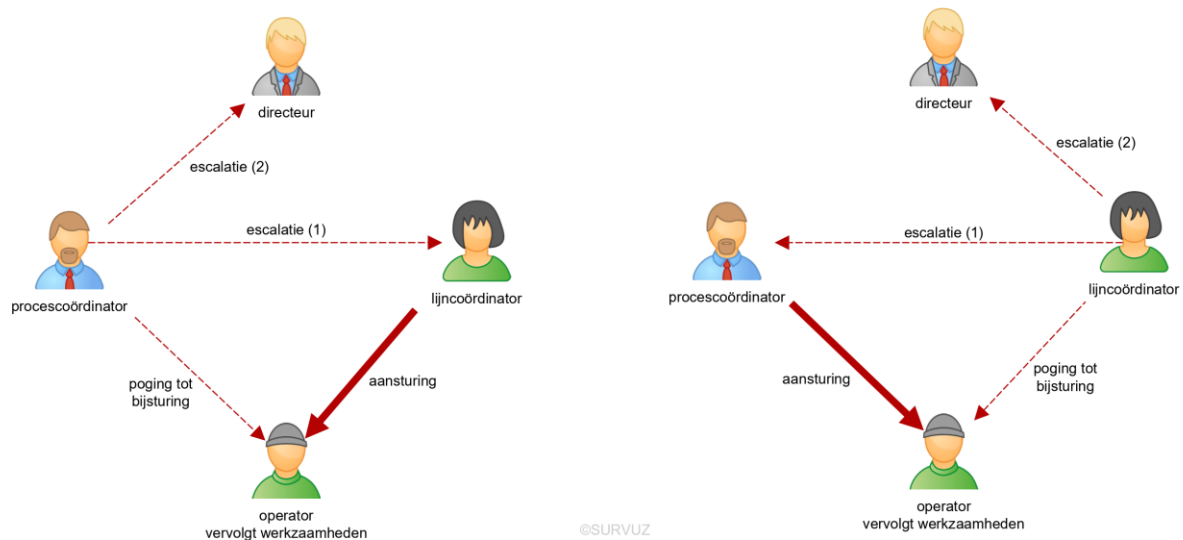 directeur
escalatie (2)
escalatie (1)
procescoördinator
lijncoördinator
poging tot
bijsturing
aansturing
operator
vervolgt werkzaamheden
directeur
escalatie (2)
escalatie (1)
procescoördinator
lijncoördinator
aansturing
poging tot
bijsturing
operator
vervolgt werkzaamheden
©SURVUZ